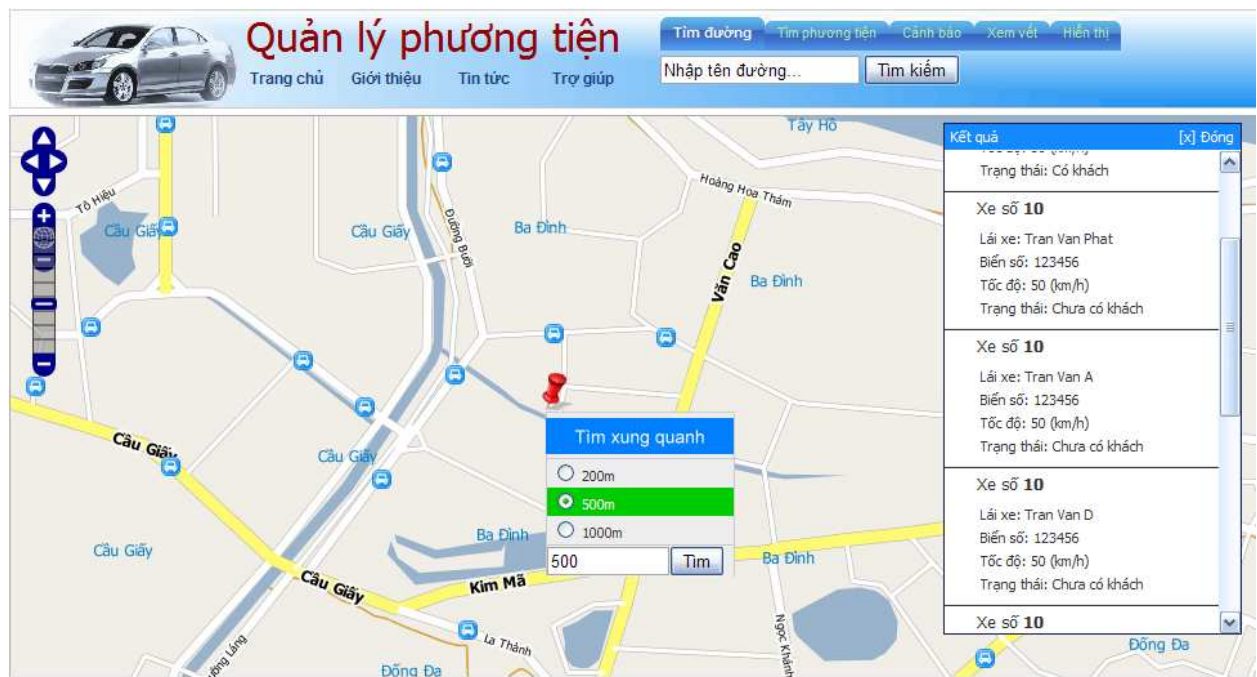 Quản lý phương tiện
Trang chủ Giới thiệu Tin tức Trợ giúp
Tìm đường Tìm phương tiện Cảnh báo Xem vết Hiển thị
Nhập tên đường... Tìm kiếm
Tây Hồ
Hoàng Hoa Thám
Tô Hiệu
Cầu Giấy
Cầu Giấy
Đường Bưởi
Ba Đình
Văn Cao
Ba Đình
Cầu Giấy
Cầu Giấy
Cầu Giấy
Cầu Giấy
Ba Đình
Kim Mã
Ba Đình
La Thành
Ngọc Khánh
Đống Đa
Đống Đa
Tìm xung quanh
200m
500m
1000m
500 Tìm
Kết quả [x] Đóng
Trạng thái: Có khách
Xe số 10
Lái xe: Tran Van Phat
Biển số: 123456
Tốc độ: 50 (km/h)
Trạng thái: Chưa có khách
Xe số 10
Lái xe: Tran Van A
Biển số: 123456
Tốc độ: 50 (km/h)
Trạng thái: Chưa có khách
Xe số 10
Lái xe: Tran Van D
Biển số: 123456
Tốc độ: 50 (km/h)
Trạng thái: Chưa có khách
Xe số 10